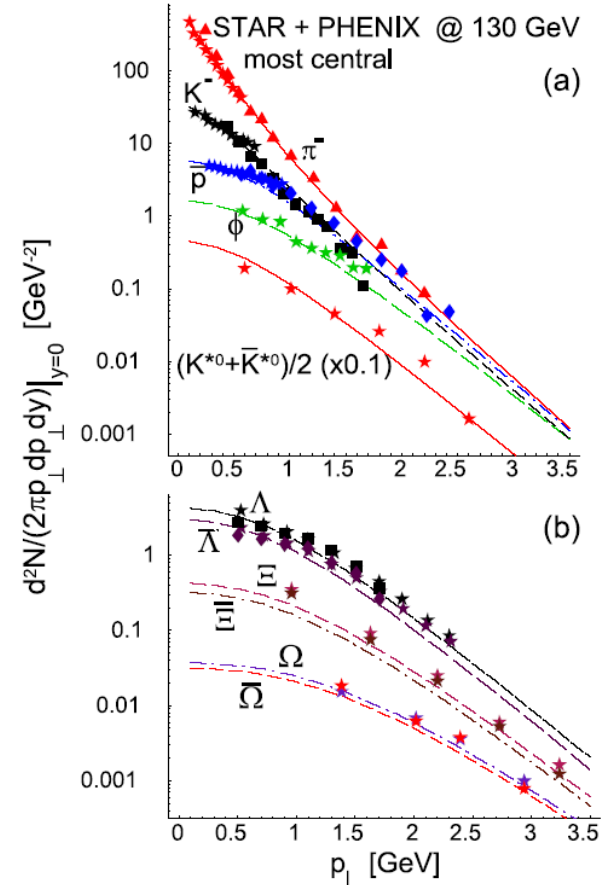 STAR + PHENIX @ 130 GeV
most central
(a)
100
10
1
0.1
0.01
0.001
K⁻
π⁻
p̄
ϕ
(K*⁰+K̄*⁰)/2 (x0.1)
0.5 1 1.5 2 2.5 3 3.5
d²N/(2πp⊥dp⊥dy)|y=0 [GeV⁻²]
(b)
1
0.1
0.01
0.001
Λ
Λ̄
Ξ
Ξ̄
Ω
Ω̄
0 0.5 1 1.5 2 2.5 3 3.5
p⊥ [GeV]